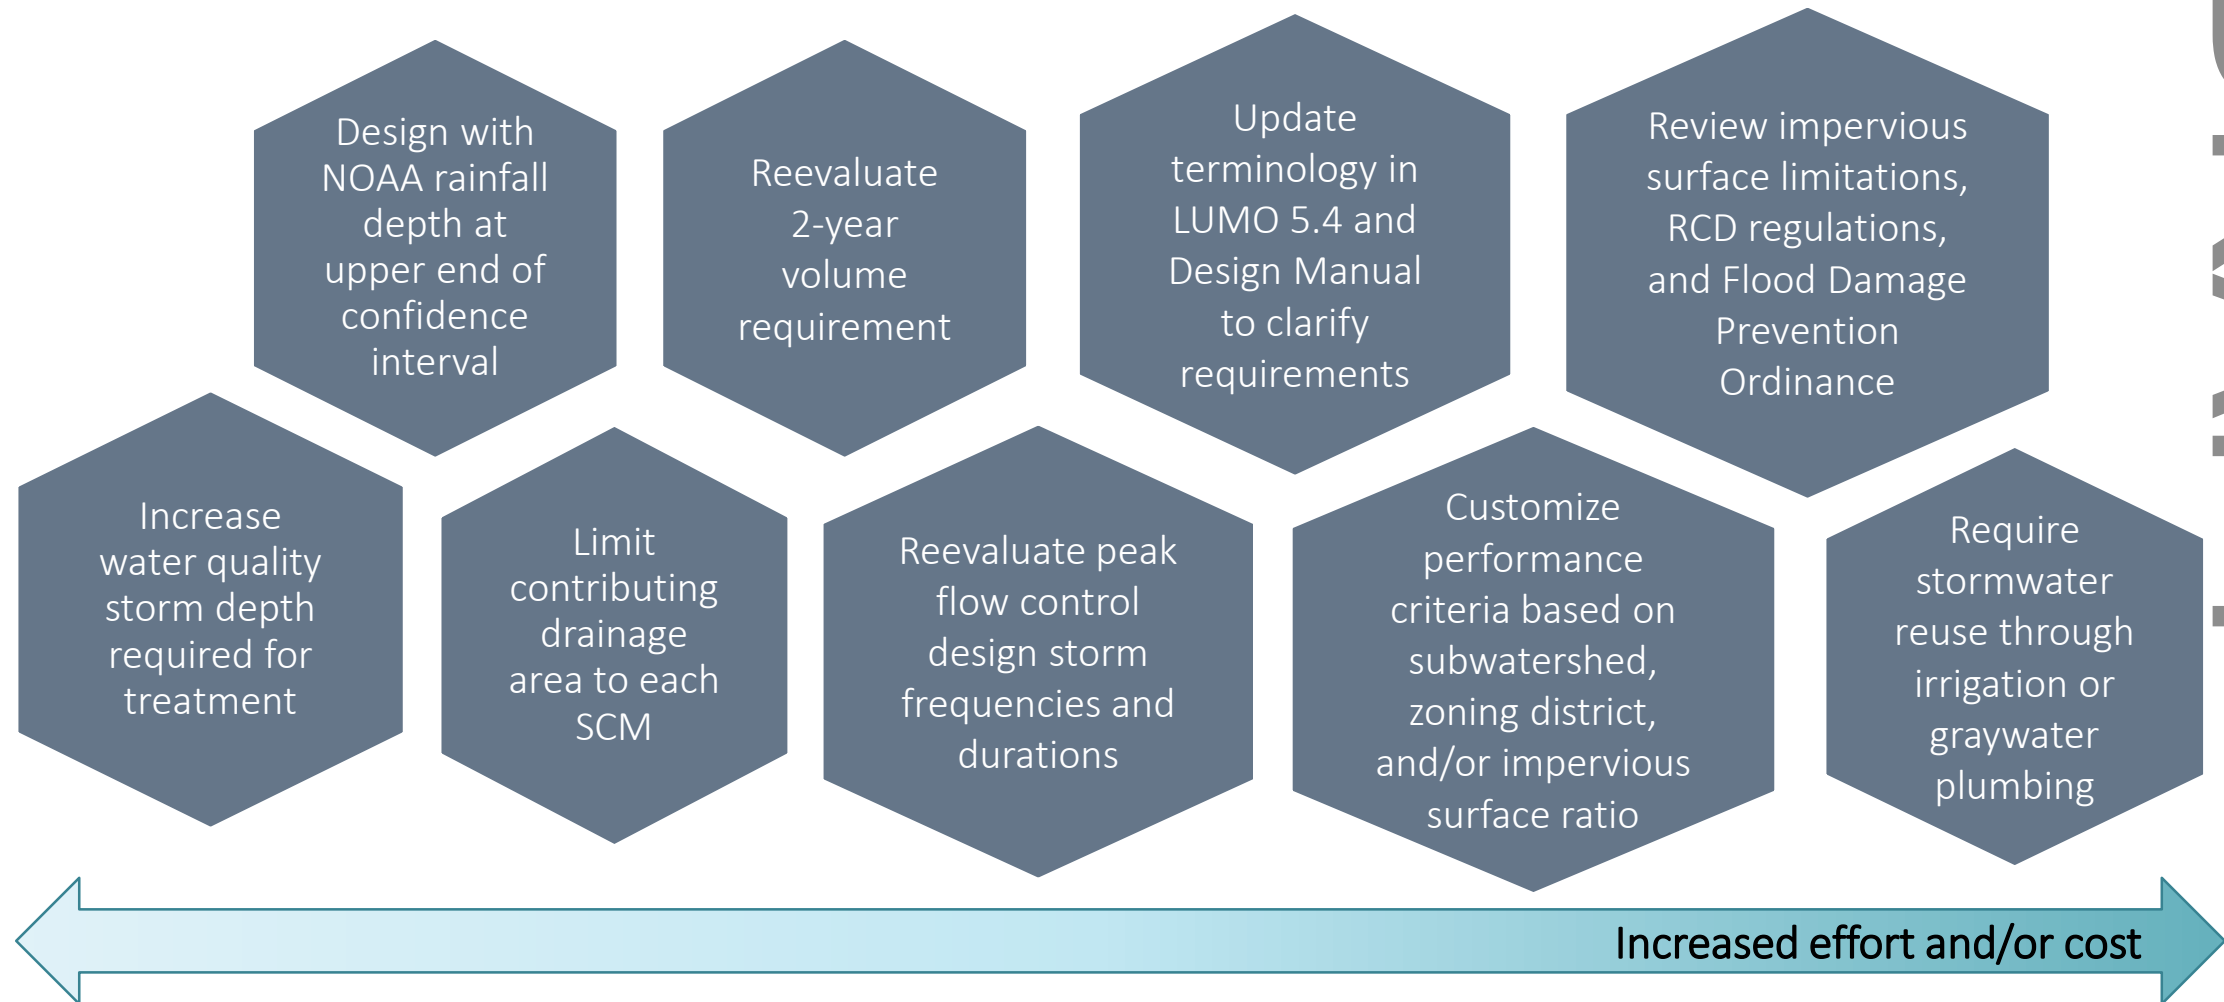 Design with
NOAA rainfall
depth at
upper end of
confidence
interval
Reevaluate
2-year
volume
requirement
Update
terminology in
LUMO 5.4 and
Design Manual
to clarify
requirements
Review impervious
surface limitations,
RCD regulations,
and Flood Damage
Prevention
Ordinance
Increase
water quality
storm depth
required for
treatment
Limit
contributing
drainage
area to each
SCM
Reevaluate peak
flow control
design storm
frequencies and
durations
Customize
performance
criteria based on
subwatershed,
zoning district,
and/or impervious
surface ratio
Require
stormwater
reuse through
irrigation or
graywater
plumbing
Increased effort and/or cost